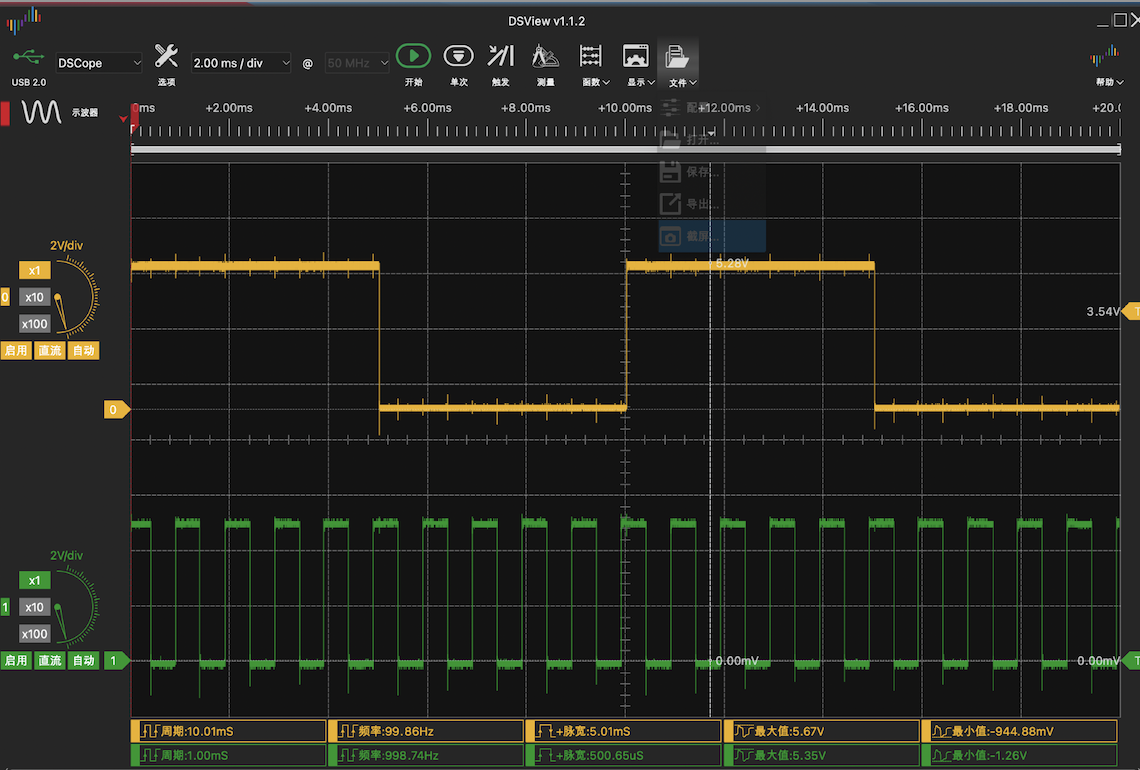 DSView v1.1.2
DSCope 2.00 ms / div @ 50 MHz
USB 2.0 选项 开始 单次 触发 测量 函数 显示 文件 帮助
示波器
0ms +2.00ms +4.00ms +6.00ms +8.00ms +10.00ms +12.00ms +14.00ms +16.00ms +18.00ms +20.0
打开...
保存...
导出...
截屏...
2V/div
x1
0 x10
x100
启用 直流 自动
5.28V
3.54V T
0
2V/div
x1
1 x10
x100
启用 直流 自动 1
0.00mV 0.00mV T
周期:10.01mS 频率:99.86Hz +脉宽:5.01mS 最大值:5.67V 最小值:-944.88mV
周期:1.00mS 频率:998.74Hz +脉宽:500.65uS 最大值:5.35V 最小值:-1.26V